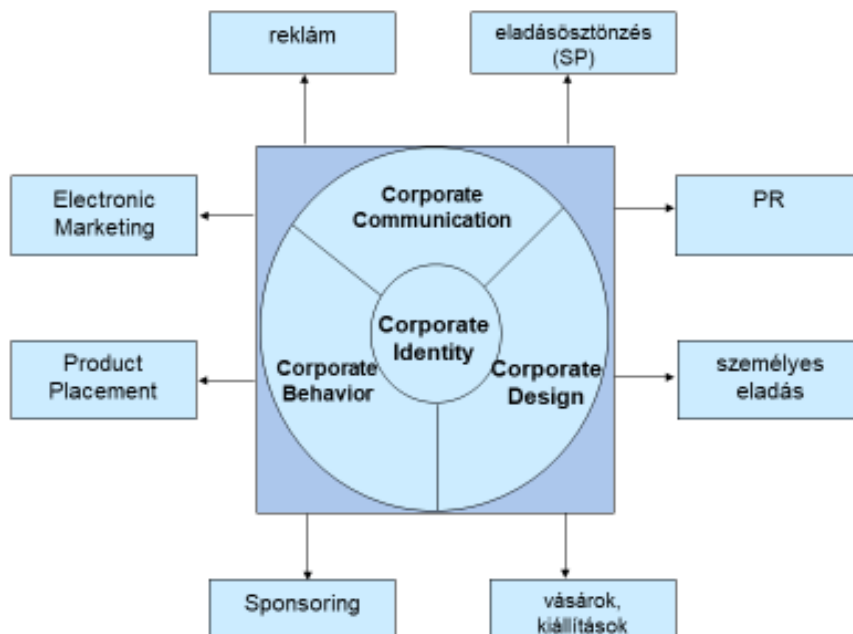 reklám
eladásösztönzés
(SP)
Electronic
Marketing
Corporate
Communication
PR
Corporate
Identity
Product
Placement
Corporate
Behavior
Corporate
Design
személyes
eladás
Sponsoring
vásárok,
kiállítások